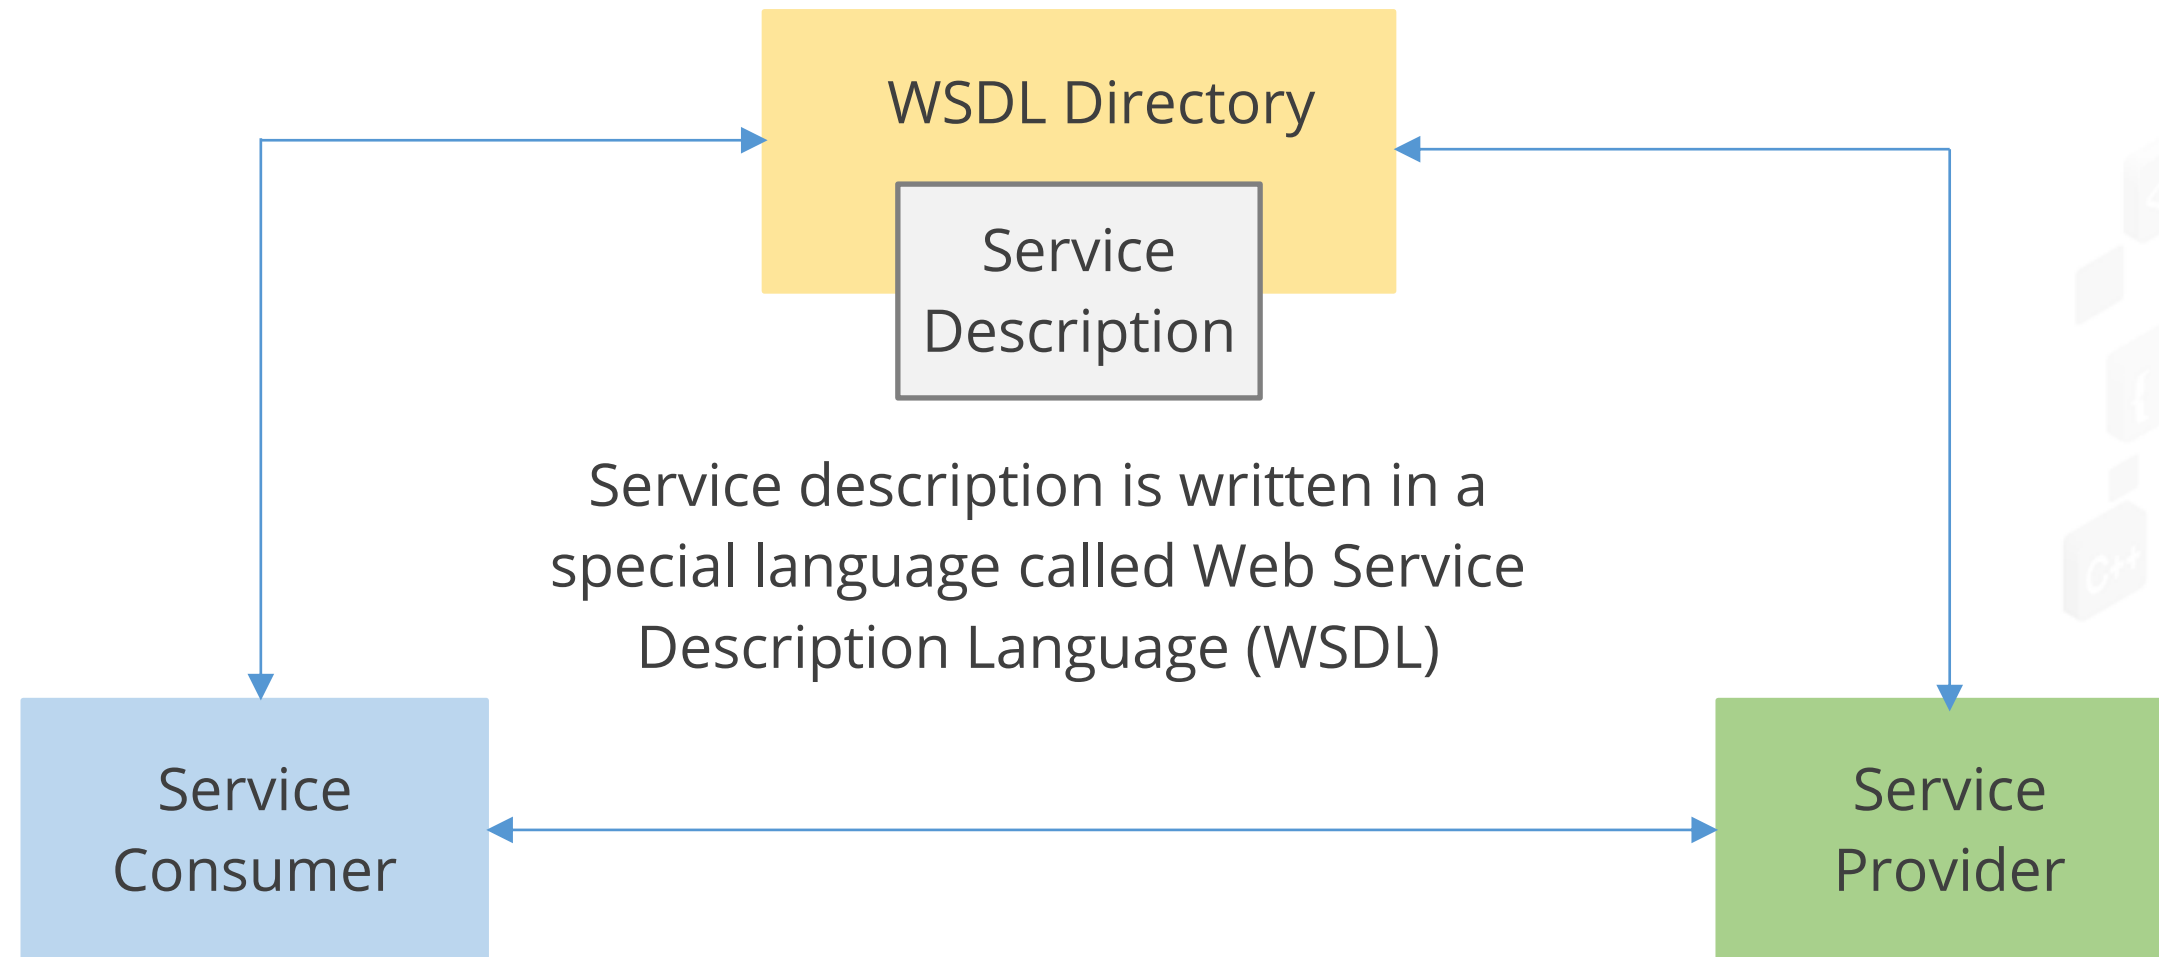 WSDL Directory
Service
Description
Service description is written in a
special language called Web Service
Description Language (WSDL)
Service
Consumer
Service
Provider
C++